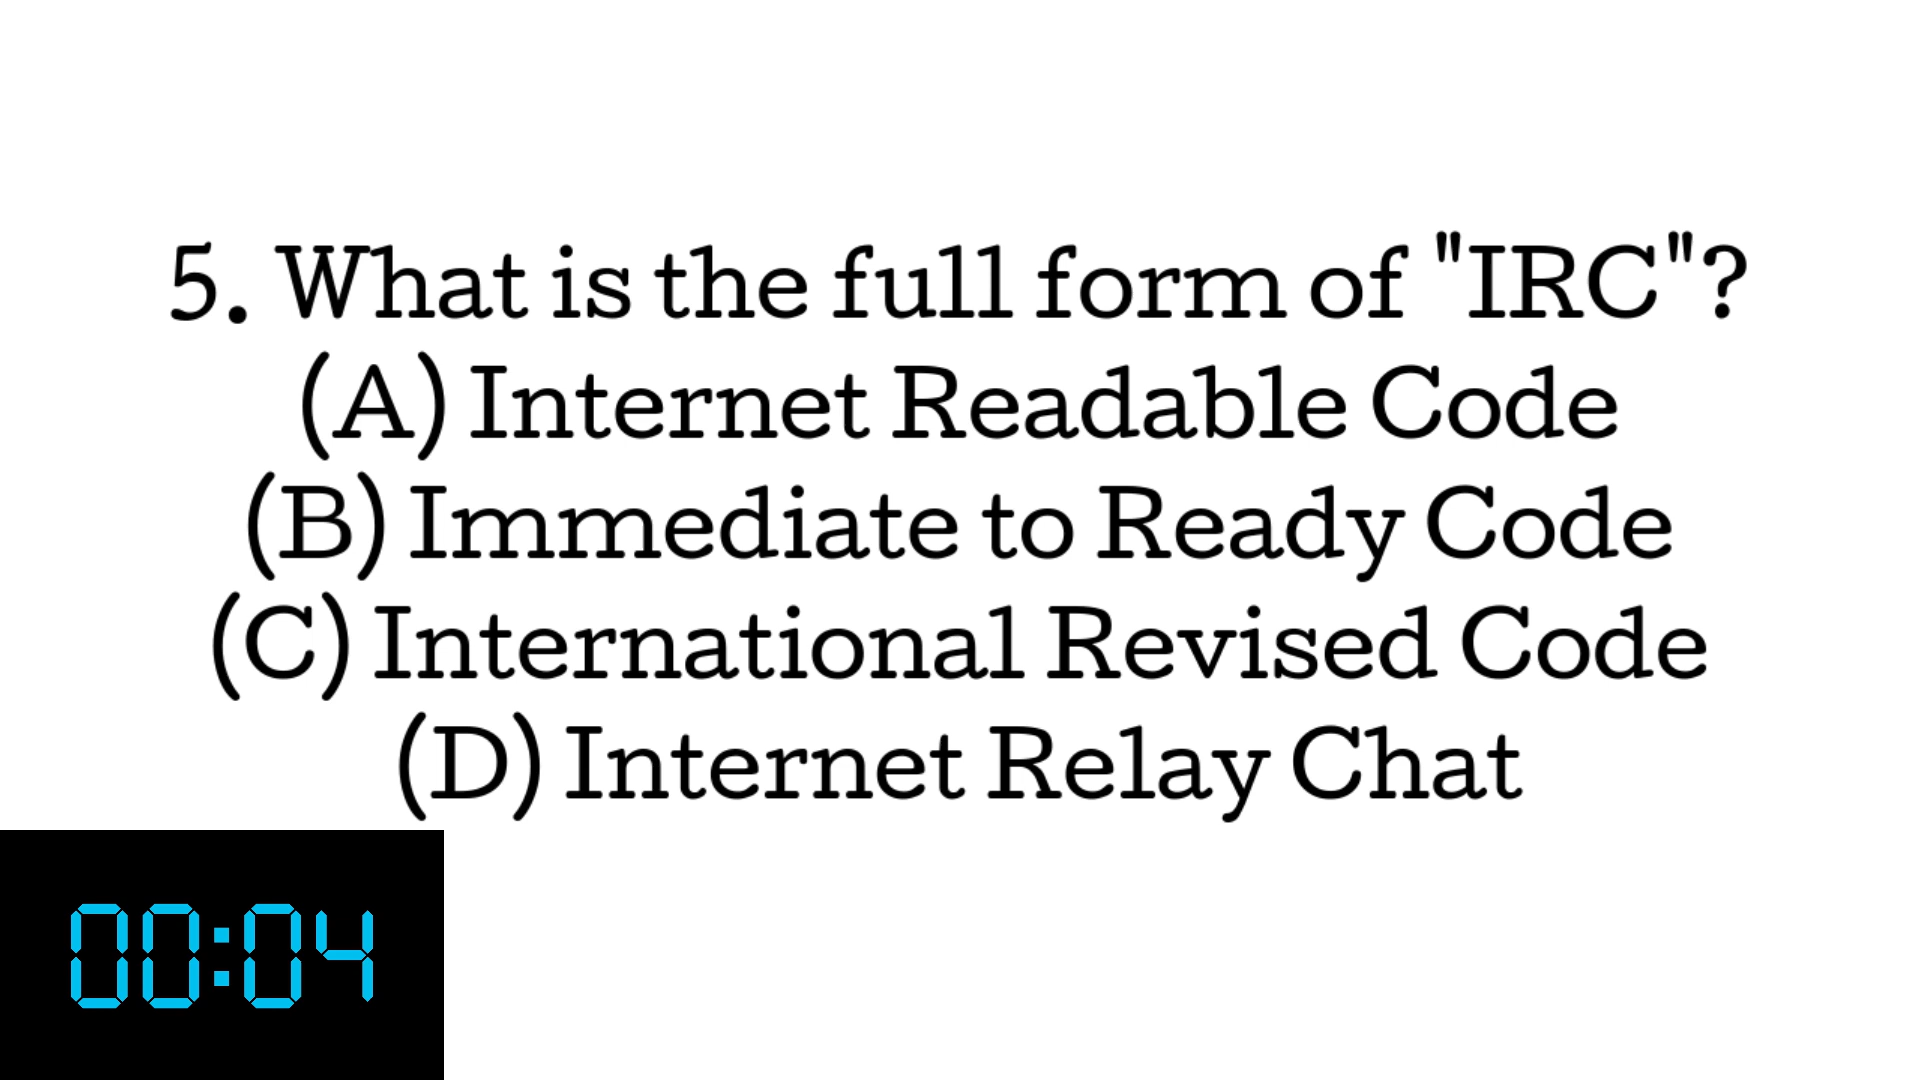 5. What is the full form of "IRC"?
(A) Internet Readable Code
(B) Immediate to Ready Code
(C) International Revised Code
(D) Internet Relay Chat
00:04